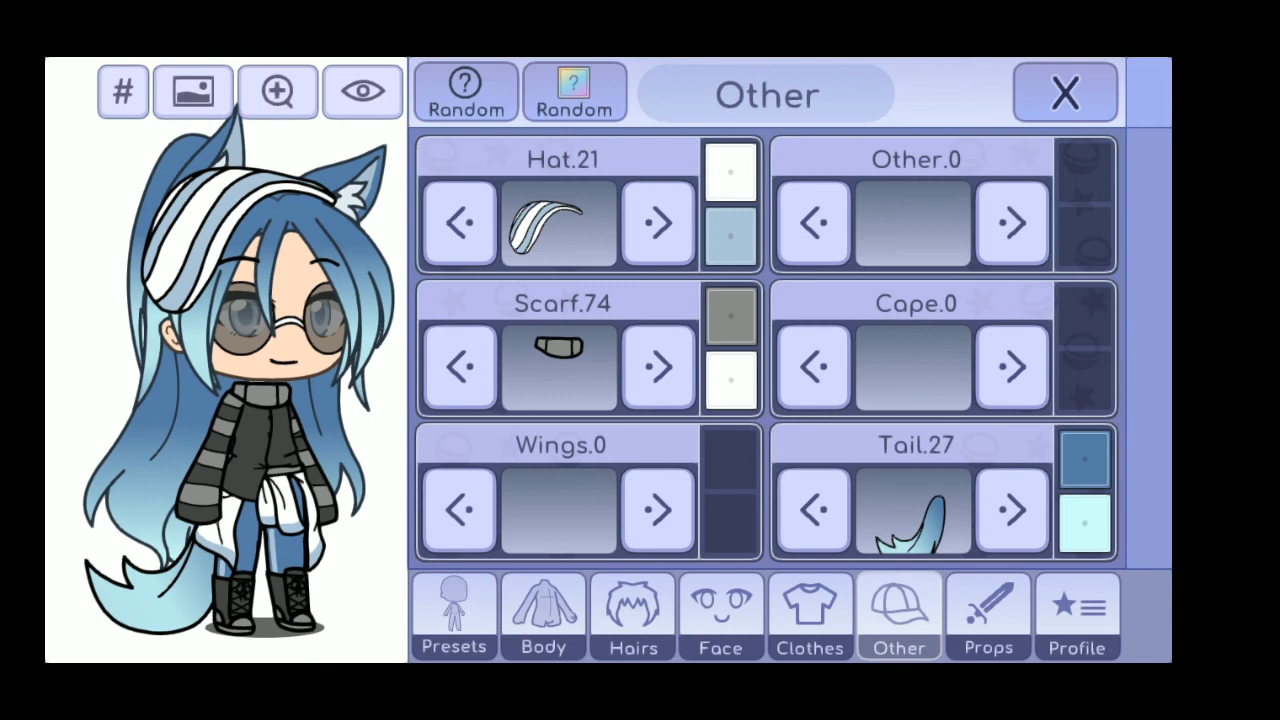 #
? Random
? Random
Other
X
Hat.21
Other.0
Scarf.74
Cape.0
Wings.0
Tail.27
Presets
Body
Hairs
Face
Clothes
Other
Props
Profile